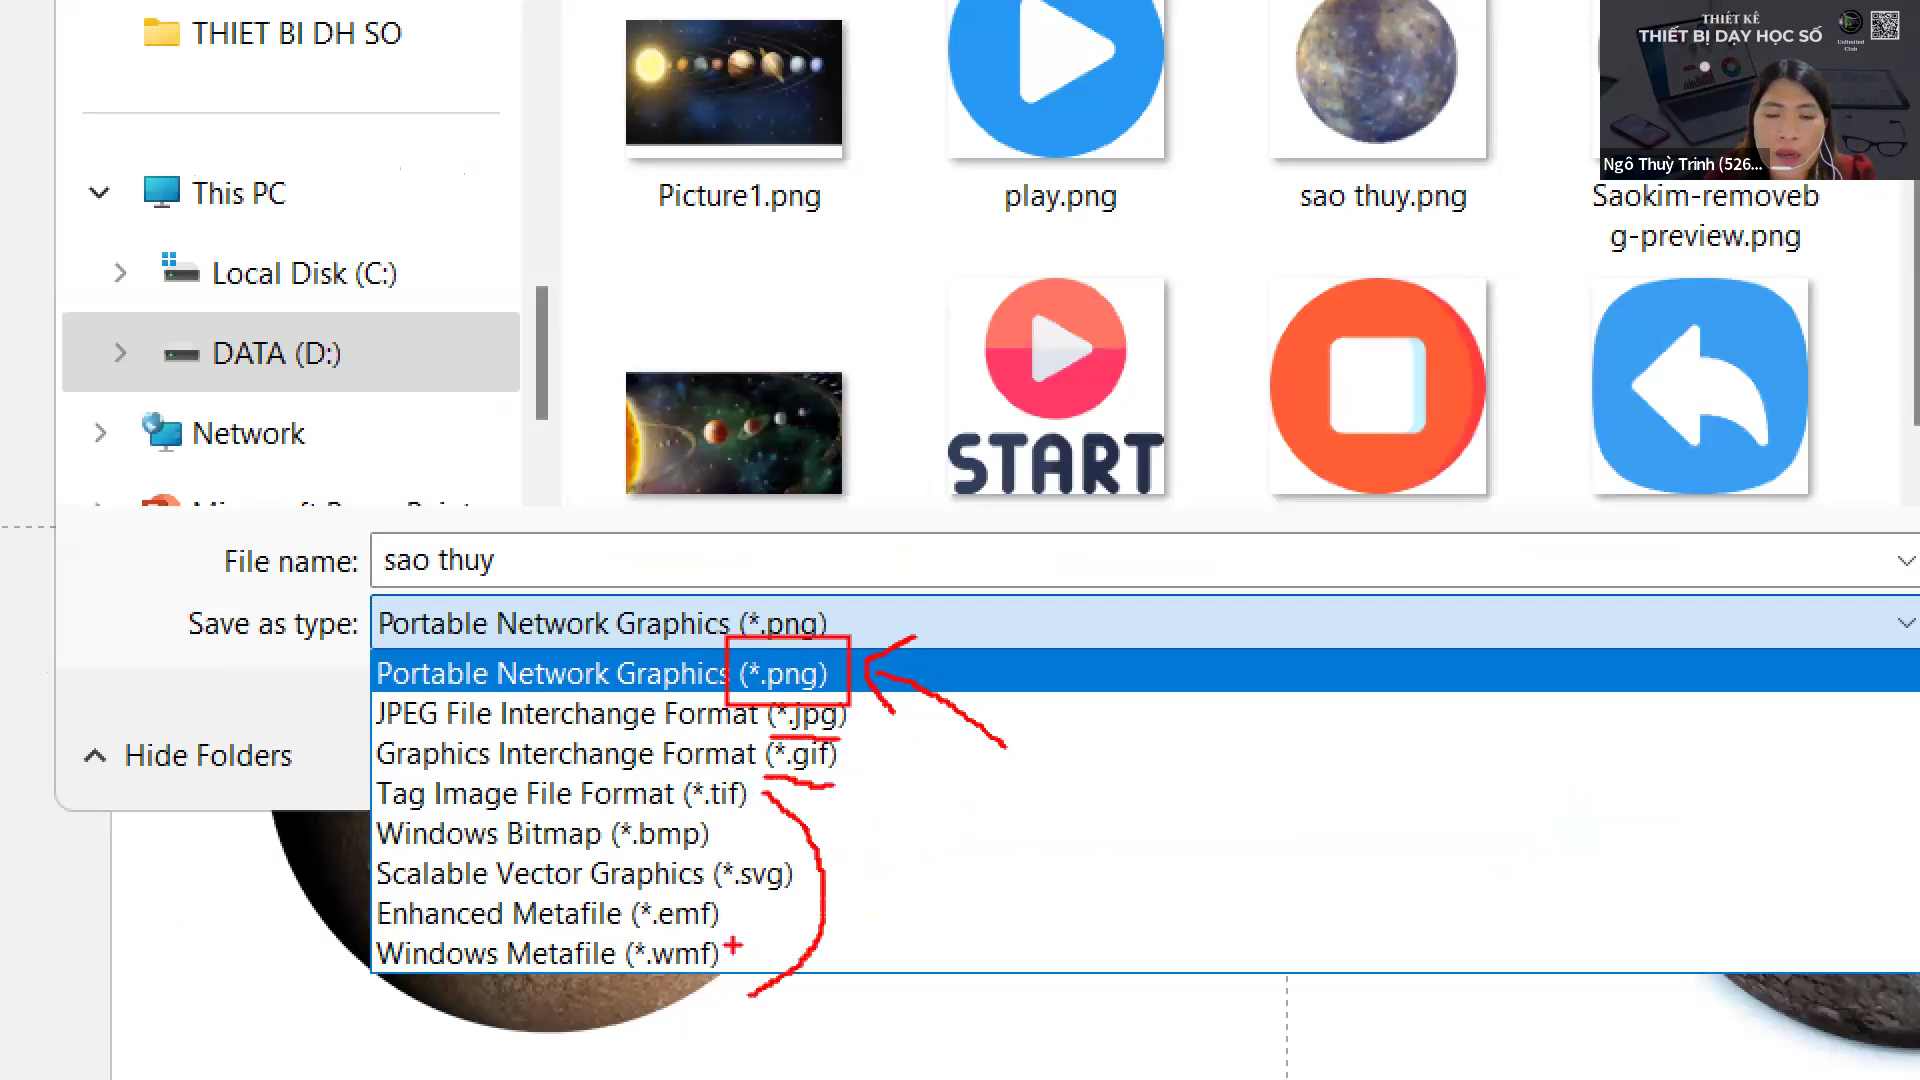 THIET BI DH SO
This PC
Local Disk (C:)
DATA (D:)
Network
Picture1.png
play.png
sao thuy.png
Saokim-removeb
g-preview.png
START
THIẾT KẾ
THIẾT BỊ DẠY HỌC SỐ
Unlimited
Club
Ngô Thuỳ Trinh (526...
File name:
sao thuy
Save as type:
Portable Network Graphics (*.png)
Portable Network Graphics (*.png)
JPEG File Interchange Format (*.jpg)
Graphics Interchange Format (*.gif)
Tag Image File Format (*.tif)
Windows Bitmap (*.bmp)
Scalable Vector Graphics (*.svg)
Enhanced Metafile (*.emf)
Windows Metafile (*.wmf)
Hide Folders